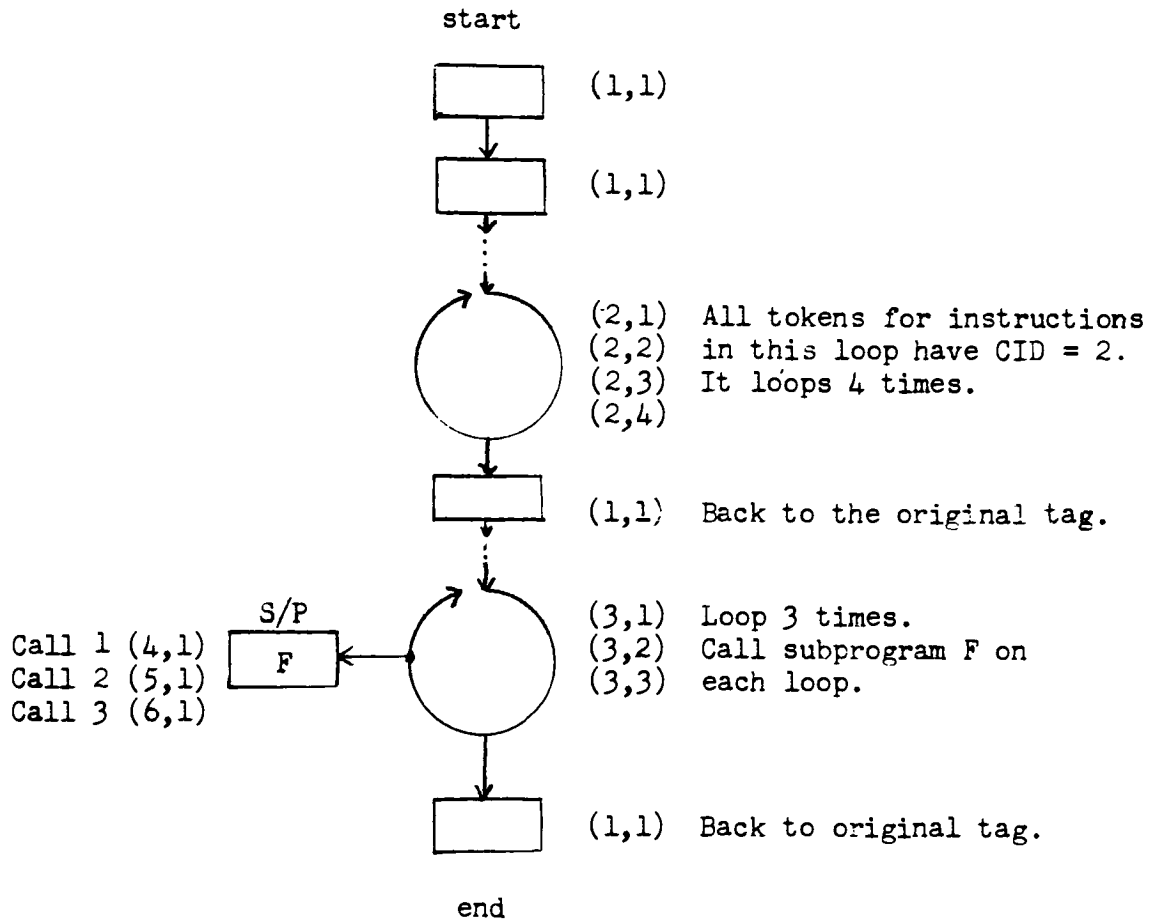 start
(1,1)
(1,1)
(2,1) All tokens for instructions
(2,2) in this loop have CID = 2.
(2,3) It loops 4 times.
(2,4)
(1,1) Back to the original tag.
S/P
F
Call 1 (4,1)
Call 2 (5,1)
Call 3 (6,1)
(3,1) Loop 3 times.
(3,2) Call subprogram F on
(3,3) each loop.
(1,1) Back to original tag.
end